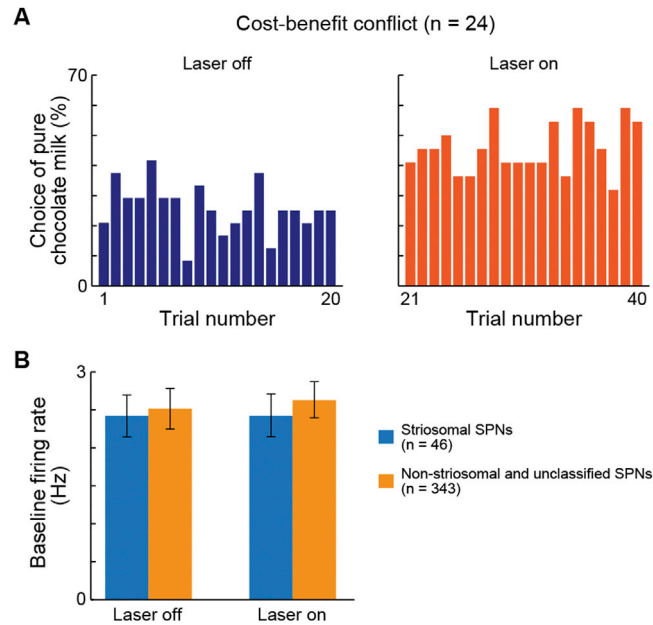 A
Cost-benefit conflict (n = 24)
Laser off
Laser on
Choice of pure
chocolate milk (%)
70
0
1
20
21
40
Trial number
Trial number
B
Baseline firing rate
(Hz)
3
0
Laser off
Laser on
Striosomal SPNs
(n = 46)
Non-striosomal and unclassified SPNs
(n = 343)